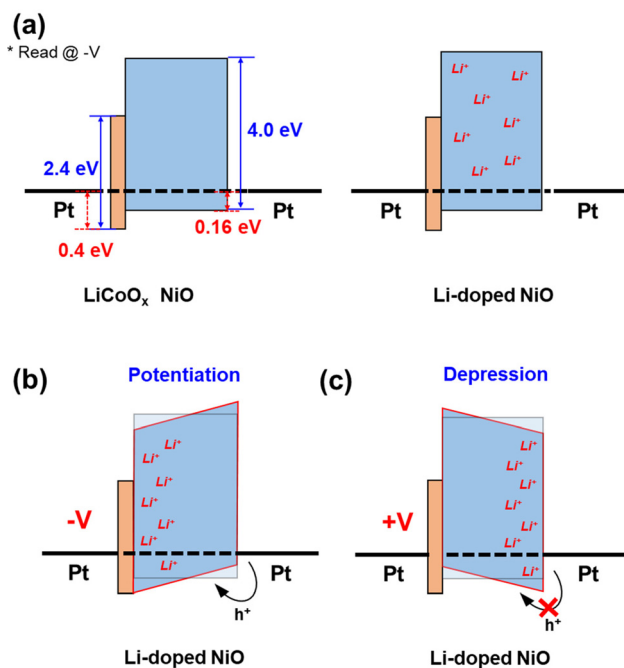 (a)
* Read @ -V
2.4 eV
4.0 eV
Pt
0.4 eV
0.16 eV
Pt
LiCoOₓ NiO
Li⁺
Li⁺
Li⁺
Li⁺
Li⁺
Li⁺
Li⁺
Pt
Pt
Li-doped NiO
(b)
Potentiation
Li⁺
Li⁺
Li⁺
Li⁺
Li⁺
Li⁺
Li⁺
-V
Pt
Pt
h⁺
Li-doped NiO
(c)
Depression
Li⁺
Li⁺
Li⁺
Li⁺
Li⁺
Li⁺
Li⁺
+V
Pt
Pt
h⁺
Li-doped NiO